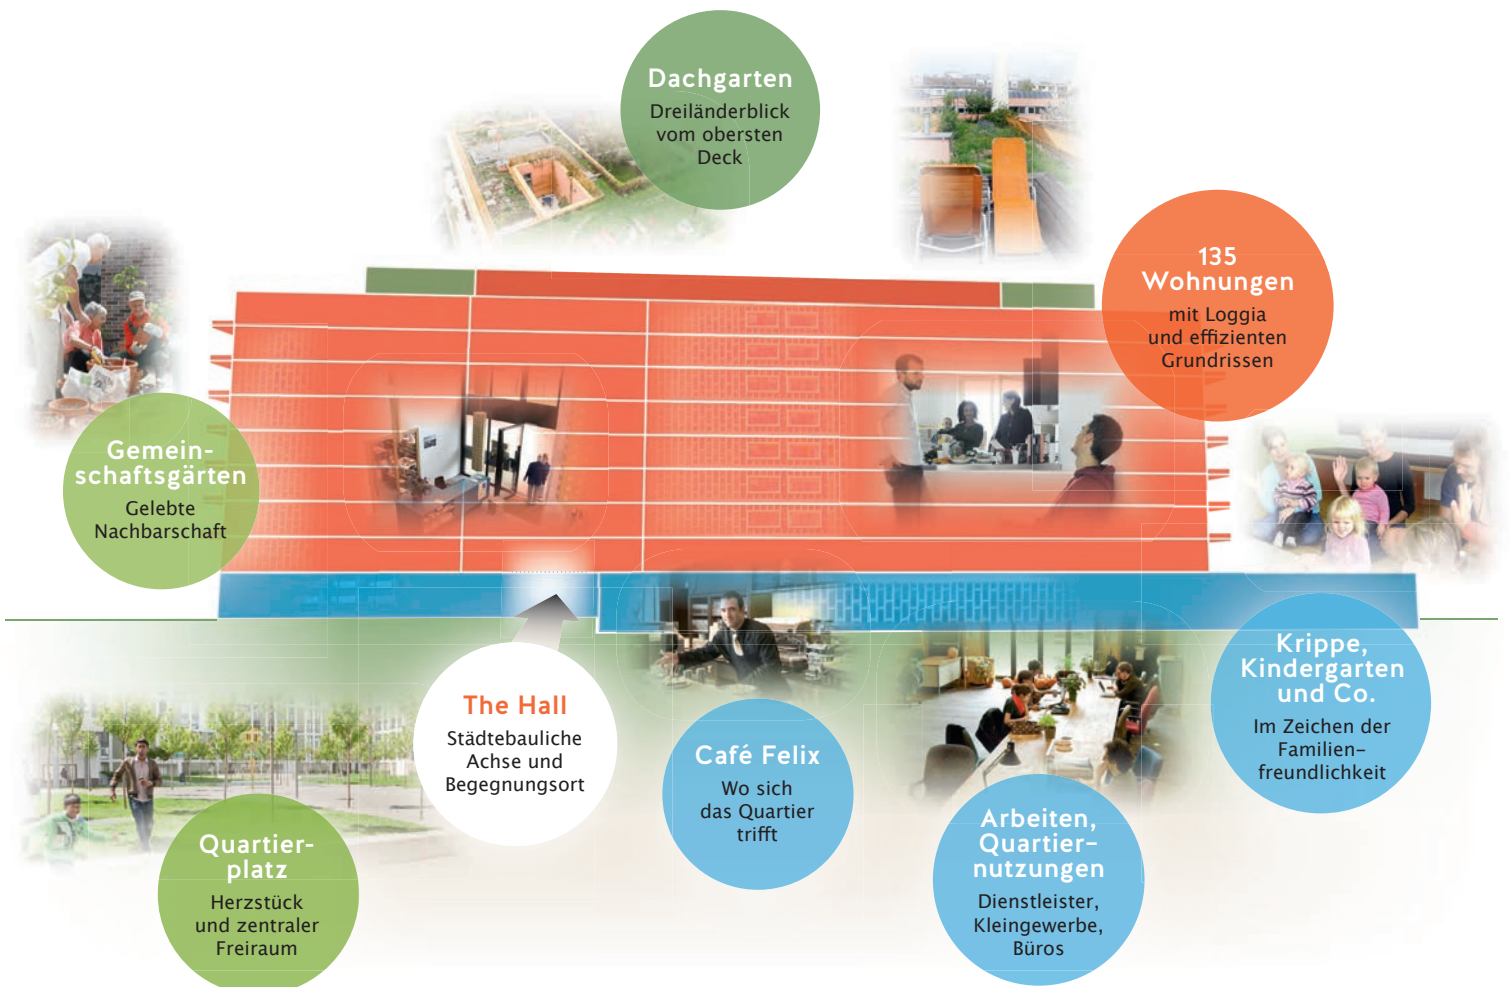 Dachgarten
Dreiländerblick
vom obersten
Deck
135
Wohnungen
mit Loggia
und effizienten
Grundrissen
Gemein-
schaftsgärten
Gelebte
Nachbarschaft
The Hall
Städtebauliche
Achse und
Begegnungsort
Café Felix
Wo sich
das Quartier
trifft
Krippe,
Kindergarten
und Co.
Im Zeichen der
Familien-
freundlichkeit
Quartier-
platz
Herzstück
und zentraler
Freiraum
Arbeiten,
Quartier-
nutzungen
Dienstleister,
Kleingewerbe,
Büros